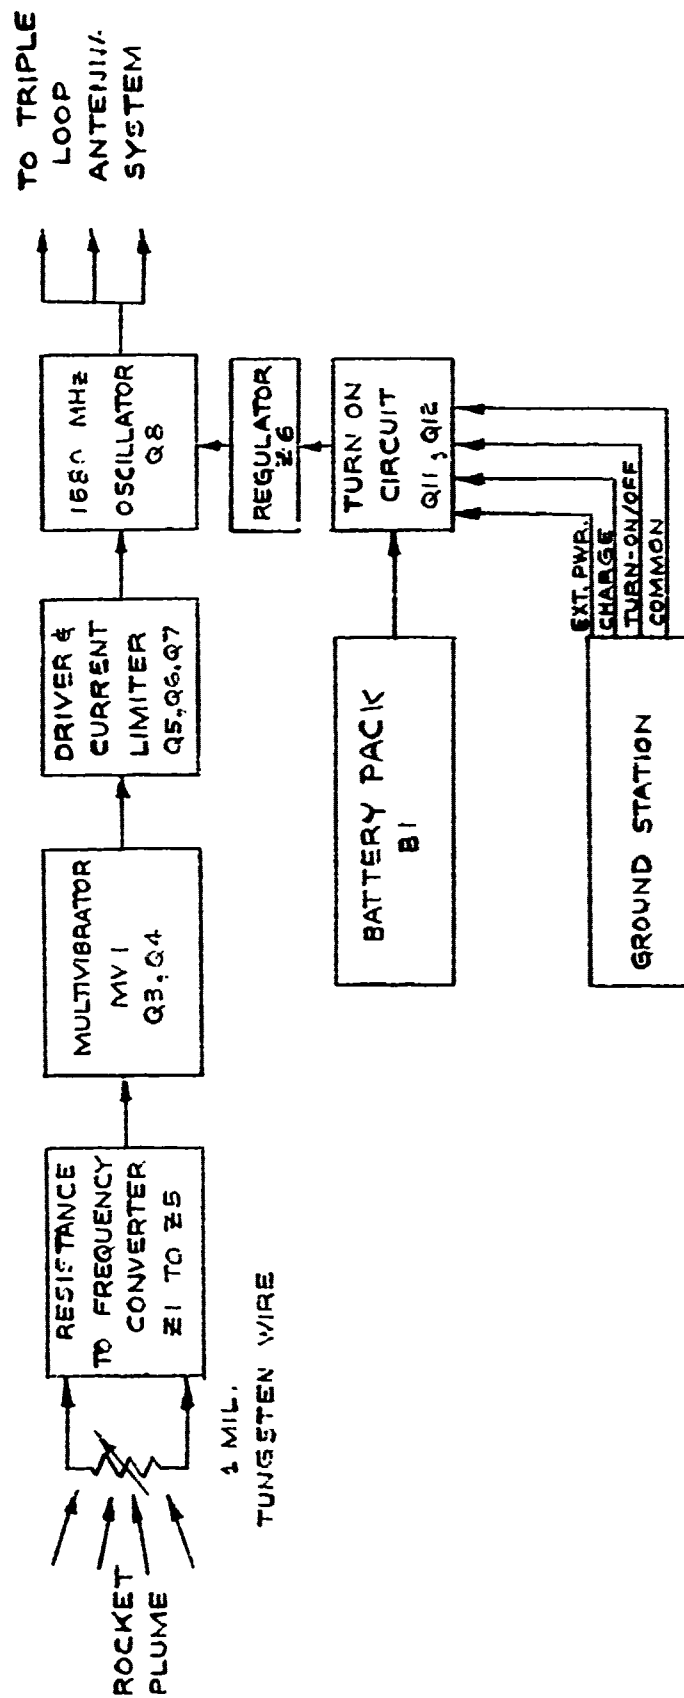 ROCKET
PLUME
1 MIL.
TUNGSTEN WIRE
RESISTANCE
TO FREQUENCY
CONVERTER
Z1 TO Z5
MULTIVIBRATOR
MV1
Q3, Q4
DRIVER &
CURRENT
LIMITER
Q5, Q6, Q7
1680 MHz
OSCILLATOR
Q8
TO TRIPLE
LOOP
ANTENNA
SYSTEM
REGULATOR
Z6
TURN ON
CIRCUIT
Q11, Q12
BATTERY PACK
B1
EXT. PWR.
CHARGE
TURN-ON/OFF
COMMON
GROUND STATION